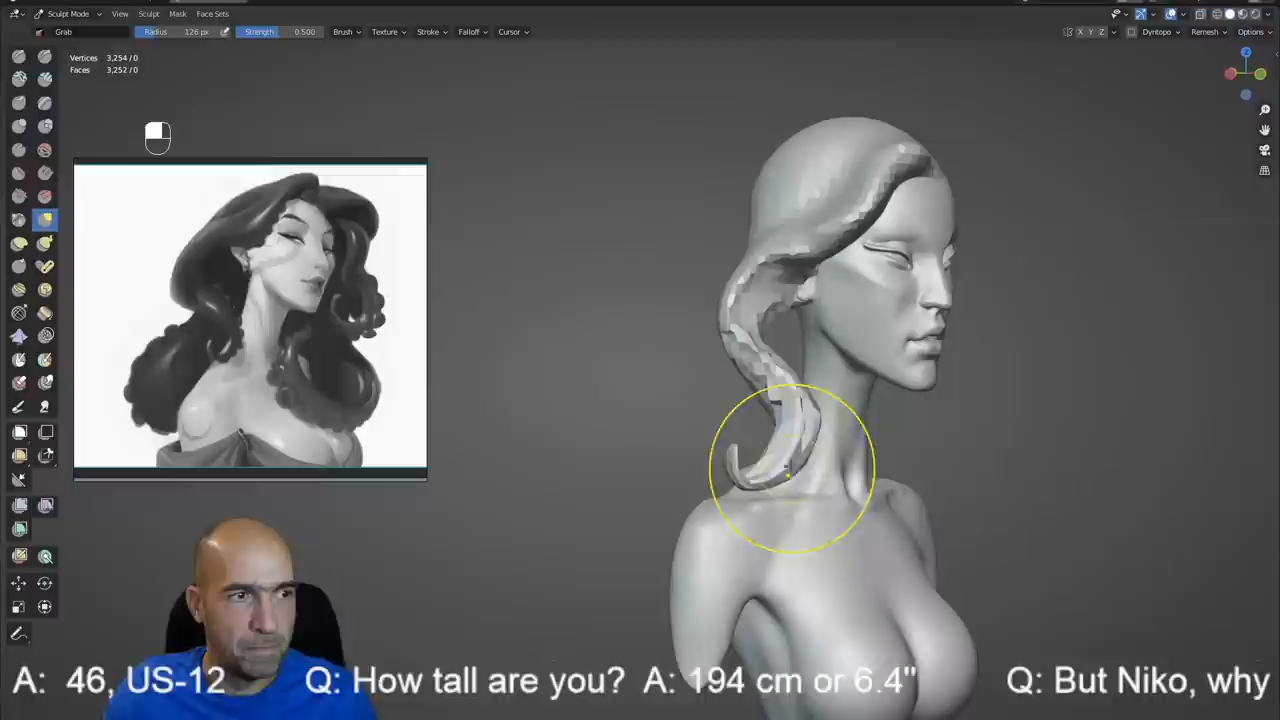 Sculpt Mode View Sculpt Mask Face Sets
Grab Radius 126 px Strength 0.500 Brush Texture Stroke Falloff Cursor X Y Z Dyntopo Remesh Options
Vertices 3,254 / 0
Faces 3,252 / 0
Z
A: 46, US-12 Q: How tall are you? A: 194 cm or 6.4" Q: But Niko, why